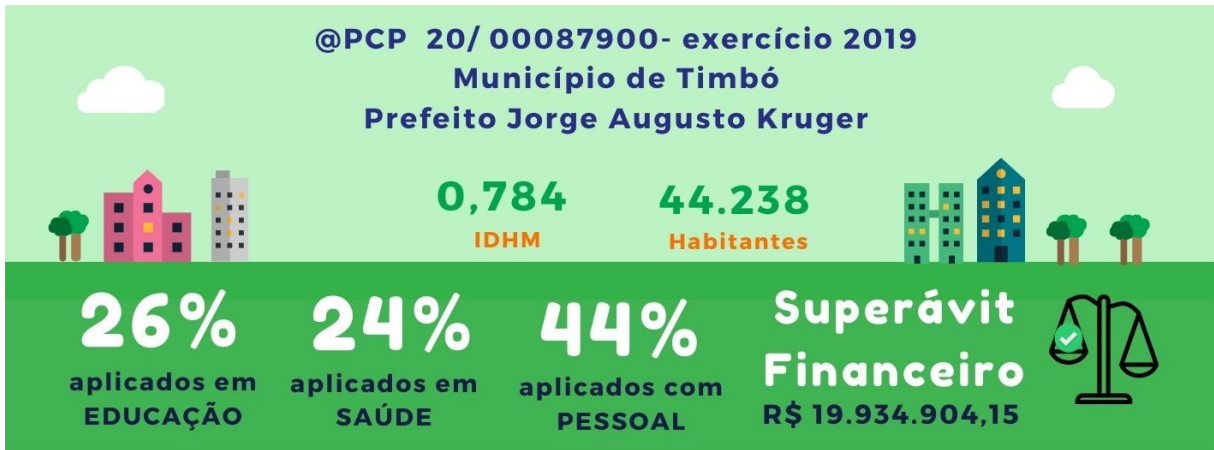 @PCP 20/ 00087900- exercício 2019
Município de Timbó
Prefeito Jorge Augusto Kruger
0,784
IDHM
44.238
Habitantes
26%
aplicados em
EDUCAÇÃO
24%
aplicados em
SAÚDE
44%
aplicados com
PESSOAL
Superávit
Financeiro
R$ 19.934.904,15